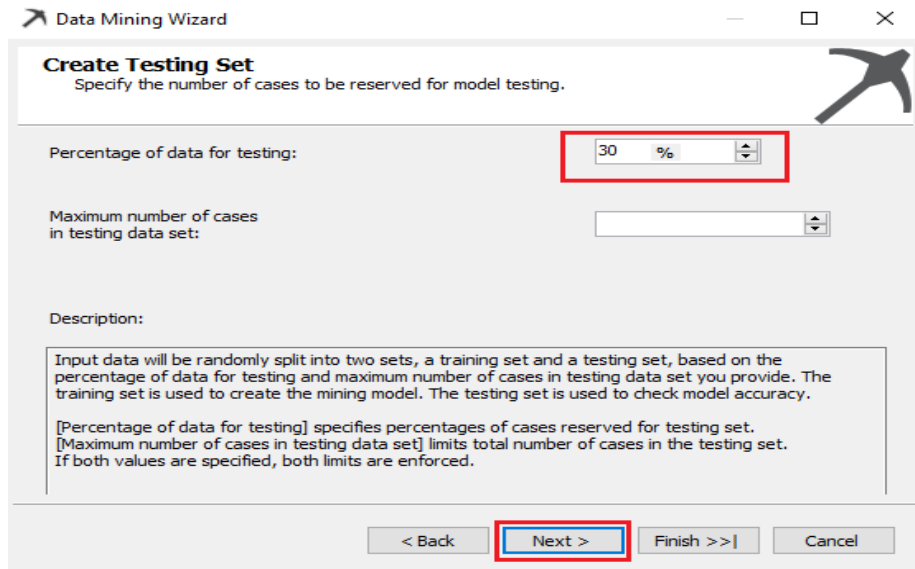 Data Mining Wizard
Create Testing Set
Specify the number of cases to be reserved for model testing.
Percentage of data for testing:
30 %
Maximum number of cases
in testing data set:
Description:
Input data will be randomly split into two sets, a training set and a testing set, based on the
percentage of data for testing and maximum number of cases in testing data set you provide. The
training set is used to create the mining model. The testing set is used to check model accuracy.
[Percentage of data for testing] specifies percentages of cases reserved for testing set.
[Maximum number of cases in testing data set] limits total number of cases in the testing set.
If both values are specified, both limits are enforced.
< Back
Next >
Finish >>|
Cancel